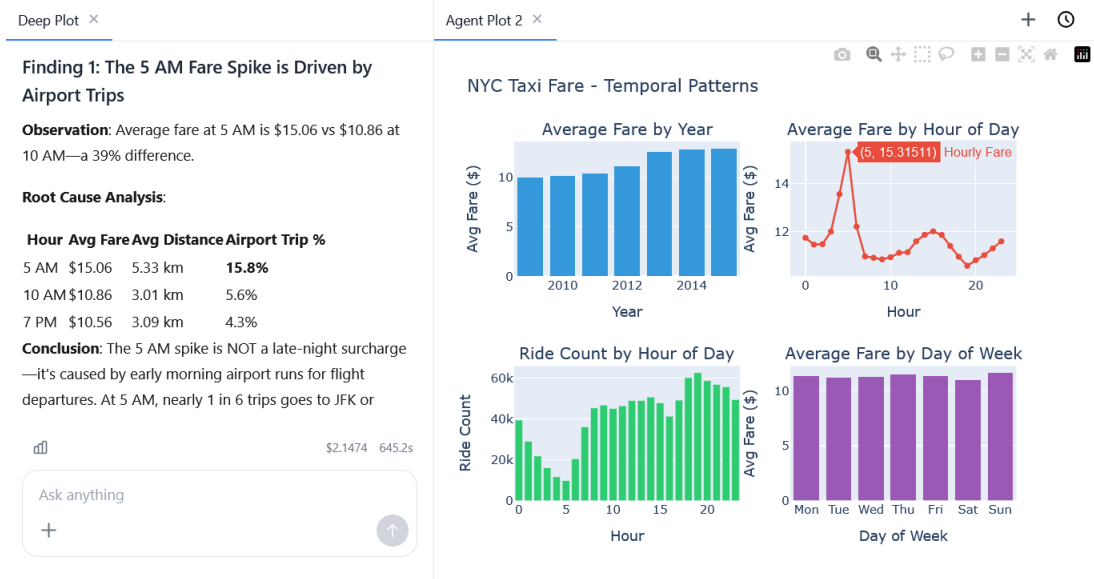 Deep Plot
Agent Plot 2
Finding 1: The 5 AM Fare Spike is Driven by
Airport Trips
Observation: Average fare at 5 AM is $15.06 vs $10.86 at
10 AM—a 39% difference.
Root Cause Analysis:
Hour Avg Fare Avg Distance Airport Trip %
5 AM $15.06 5.33 km 15.8%
10 AM $10.86 3.01 km 5.6%
7 PM $10.56 3.09 km 4.3%
Conclusion: The 5 AM spike is NOT a late-night surcharge
—it's caused by early morning airport runs for flight
departures. At 5 AM, nearly 1 in 6 trips goes to JFK or
$2.1474 645.2s
Ask anything
NYC Taxi Fare - Temporal Patterns
Average Fare by Year
Avg Fare ($)
10
5
0
2010 2012 2014
Year
Average Fare by Hour of Day
Avg Fare ($)
(5, 15.31511) Hourly Fare
14
12
0 10 20
Hour
Ride Count by Hour of Day
Ride Count
60k
40k
20k
0
0 5 10 15 20
Hour
Average Fare by Day of Week
Avg Fare ($)
10
5
0
Mon Tue Wed Thu Fri Sat Sun
Day of Week